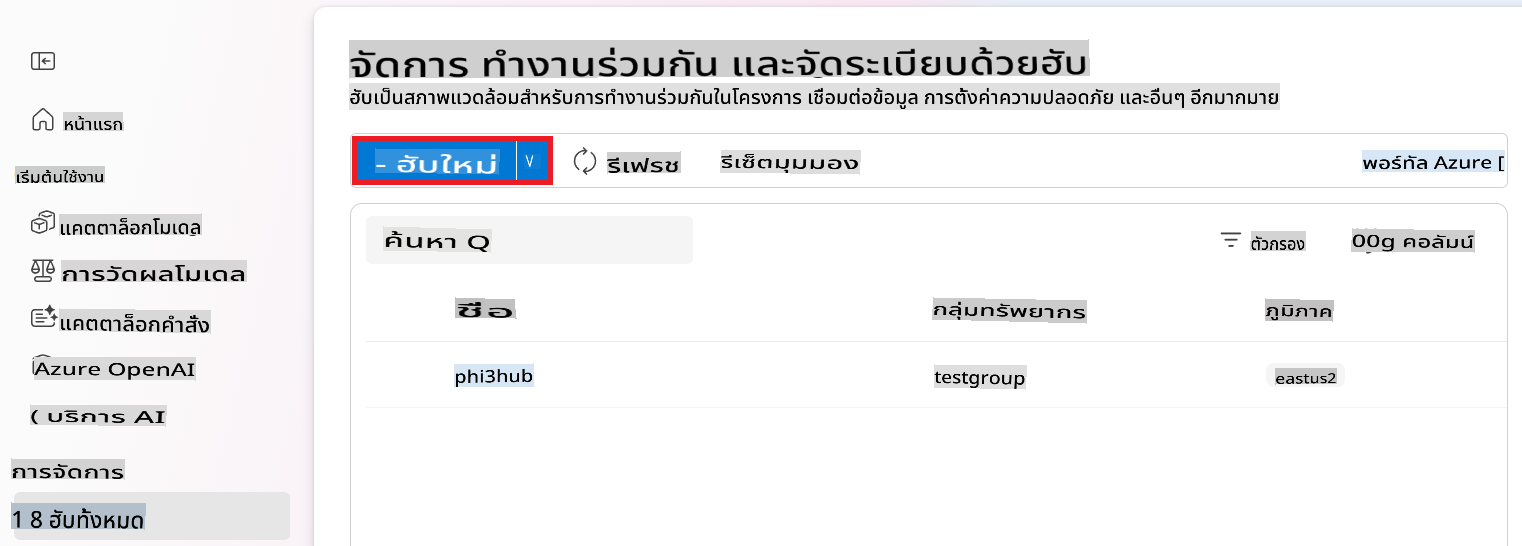 หน้าแรก
เริ่มต้นใช้งาน
แคตตาล็อกโมเดล
การวัดผลโมเดล
แคตตาล็อกคำสั่ง
Azure OpenAI
( บริการ AI
การจัดการ
1 8 ฮับทั้งหมด
จัดการ ทำงานร่วมกัน และจัดระเบียบด้วยฮับ
ฮับเป็นสภาพแวดล้อมสำหรับการทำงานร่วมกันในโครงการ เชื่อมต่อข้อมูล การตั้งค่าความปลอดภัย และอื่นๆ อีกมากมาย
- ฮับใหม่ V รีเฟรช รีเซ็ตมุมมอง พอร์ทัล Azure [
ค้นหา Q ตัวกรอง 00g คอลัมน์
ชื่อ กลุ่มทรัพยากร ภูมิภาค
phi3hub testgroup eastus2